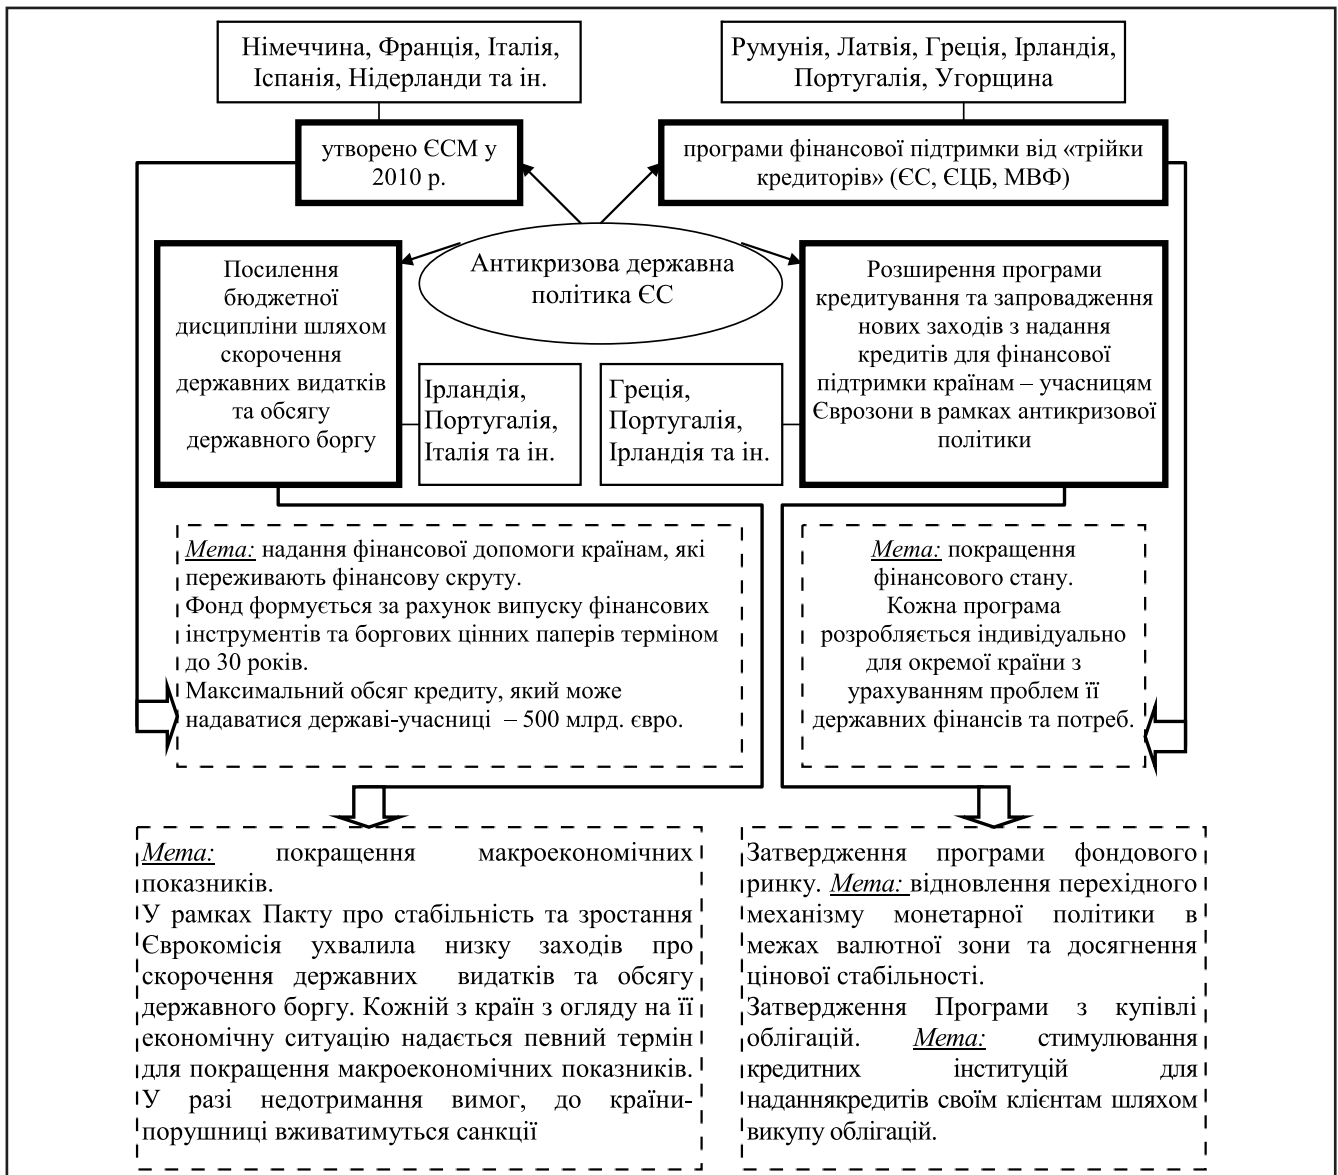 Німеччина, Франція, Італія,
Іспанія, Нідерланди та ін.
Румунія, Латвія, Греція, Ірландія,
Португалія, Угорщина
утворено ЄСМ у
2010 р.
програми фінансової підтримки від «трійки
кредиторів» (ЄС, ЄЦБ, МВФ)
Антикризова державна
політика ЄС
Посилення
бюджетної
дисципліни шляхом
скорочення
державних видатків
та обсягу
державного боргу
Ірландія,
Португалія,
Італія та ін.
Греція,
Португалія,
Ірландія та ін.
Розширення програми
кредитування та запровадження
нових заходів з надання
кредитів для фінансової
підтримки країнам – учасницям
Єврозони в рамках антикризової
політики
Мета: надання фінансової допомоги країнам, які
переживають фінансову скруту.
Фонд формується за рахунок випуску фінансових
інструментів та боргових цінних паперів терміном
до 30 років.
Максимальний обсяг кредиту, який може
надаватися державі-учасниці – 500 млрд. євро.
Мета: покращення
фінансового стану.
Кожна програма
розробляється індивідуально
для окремої країни з
урахуванням проблем її
державних фінансів та потреб.
Мета: покращення макроекономічних
показників.
У рамках Пакту про стабільність та зростання
Єврокомісія ухвалила низку заходів про
скорочення державних видатків та обсягу
державного боргу. Кожній з країн з огляду на її
економічну ситуацію надається певний термін
для покращення макроекономічних показників.
У разі недотримання вимог, до країни-
порушниці вживатимуться санкції
Затвердження програми фондового
ринку. Мета: відновлення перехідного
механізму монетарної політики в
межах валютної зони та досягнення
цінової стабільності.
Затвердження Програми з купівлі
облігацій. Мета: стимулювання
кредитних інституцій для
наданнякредитів своїм клієнтам шляхом
викупу облігацій.